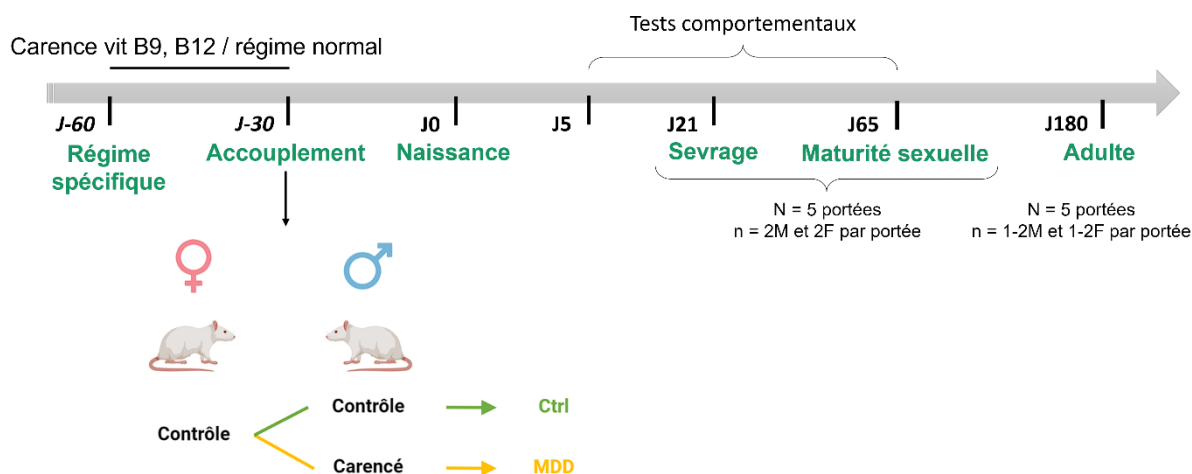 Tests comportementaux
Carence vit B9, B12 / régime normal
J-60
J-30
J0
J5
J21
J65
J180
Régime
spécifique
Accouplement
Naissance
Sevrage
Maturité sexuelle
Adulte
N = 5 portées
n = 2M et 2F par portée
N = 5 portées
n = 1-2M et 1-2F par portée
Contrôle
Contrôle
Ctrl
Carencé
MDD